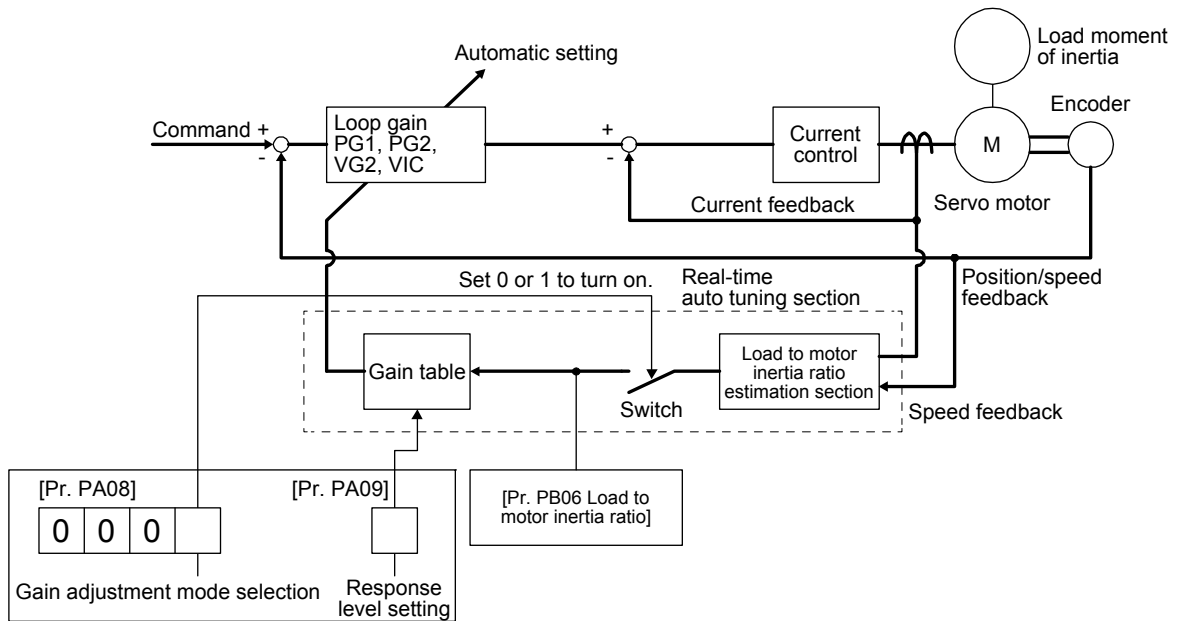 Automatic setting
Load moment
of inertia
Encoder
Command
+
-
Loop gain
PG1, PG2,
VG2, VIC
+
-
Current
control
M
Current feedback
Servo motor
Set 0 or 1 to turn on.
Real-time
auto tuning section
Position/speed
feedback
Gain table
Load to motor
inertia ratio
estimation section
Switch
Speed feedback
[Pr. PA08]
[Pr. PA09]
[Pr. PB06 Load to
motor inertia ratio]
0 0 0
Gain adjustment mode selection
Response
level setting